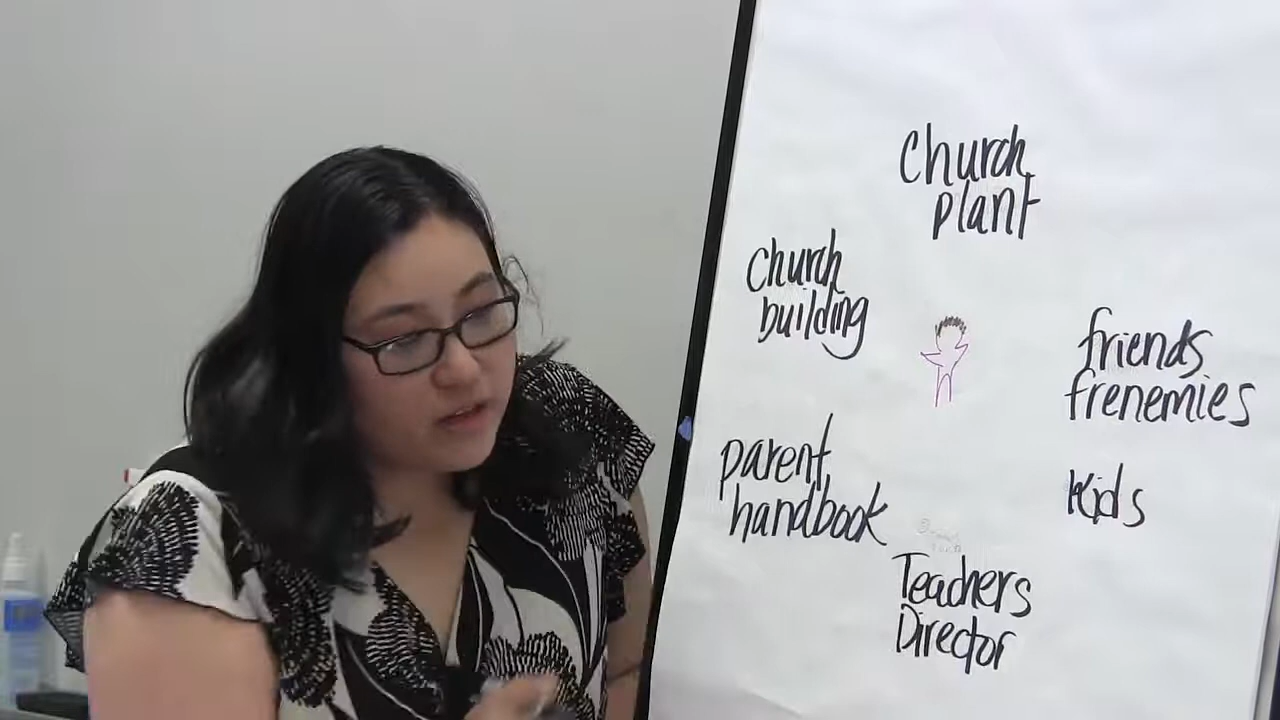 Church
plant
Church
building
friends
frenemies
parent
handbook
Kids
Teachers
Director